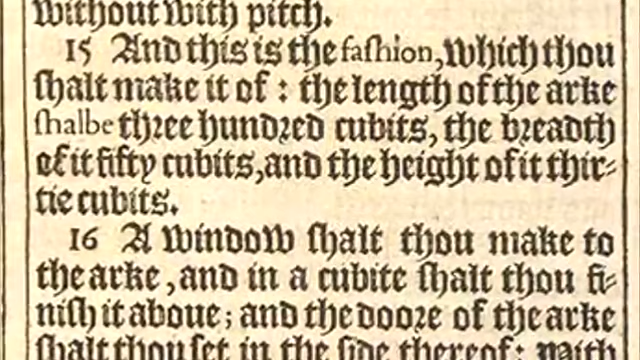 without with pitch.
15 And this is the fashion, which thou
shalt make it of : the length of the arke
shalbe three hundred cubits, the breadth
of it fifty cubits, and the height of it thir-
tie cubits.
16 A window shalt thou make to
the arke, and in a cubite shalt thou fi-
nish it aboue; and the doore of the arke
shalt thou set in the side thereof: With